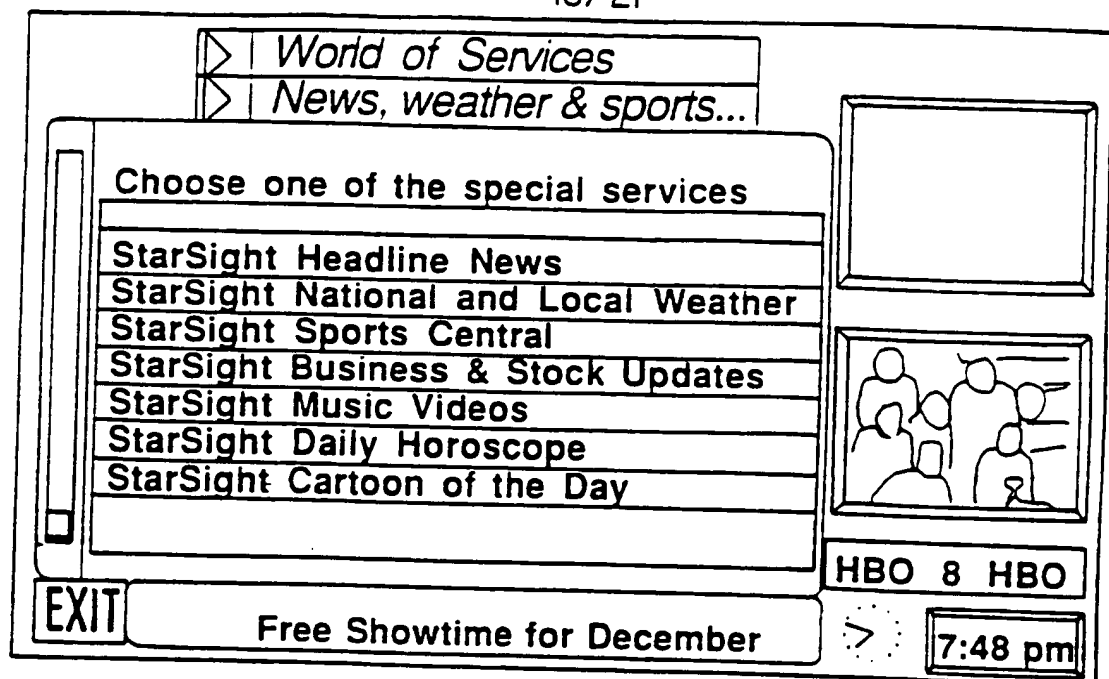 World of Services
News, weather & sports...
Choose one of the special services
StarSight Headline News
StarSight National and Local Weather
StarSight Sports Central
StarSight Business & Stock Updates
StarSight Music Videos
StarSight Daily Horoscope
StarSight Cartoon of the Day
HBO 8 HBO
EXIT
Free Showtime for December
7:48 pm